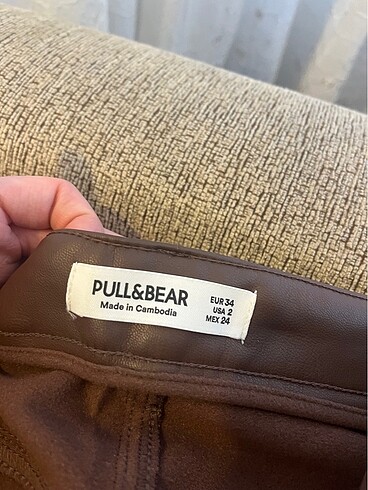 PULL&BEAR
Made in Cambodia
EUR 34
USA 2
MEX 24